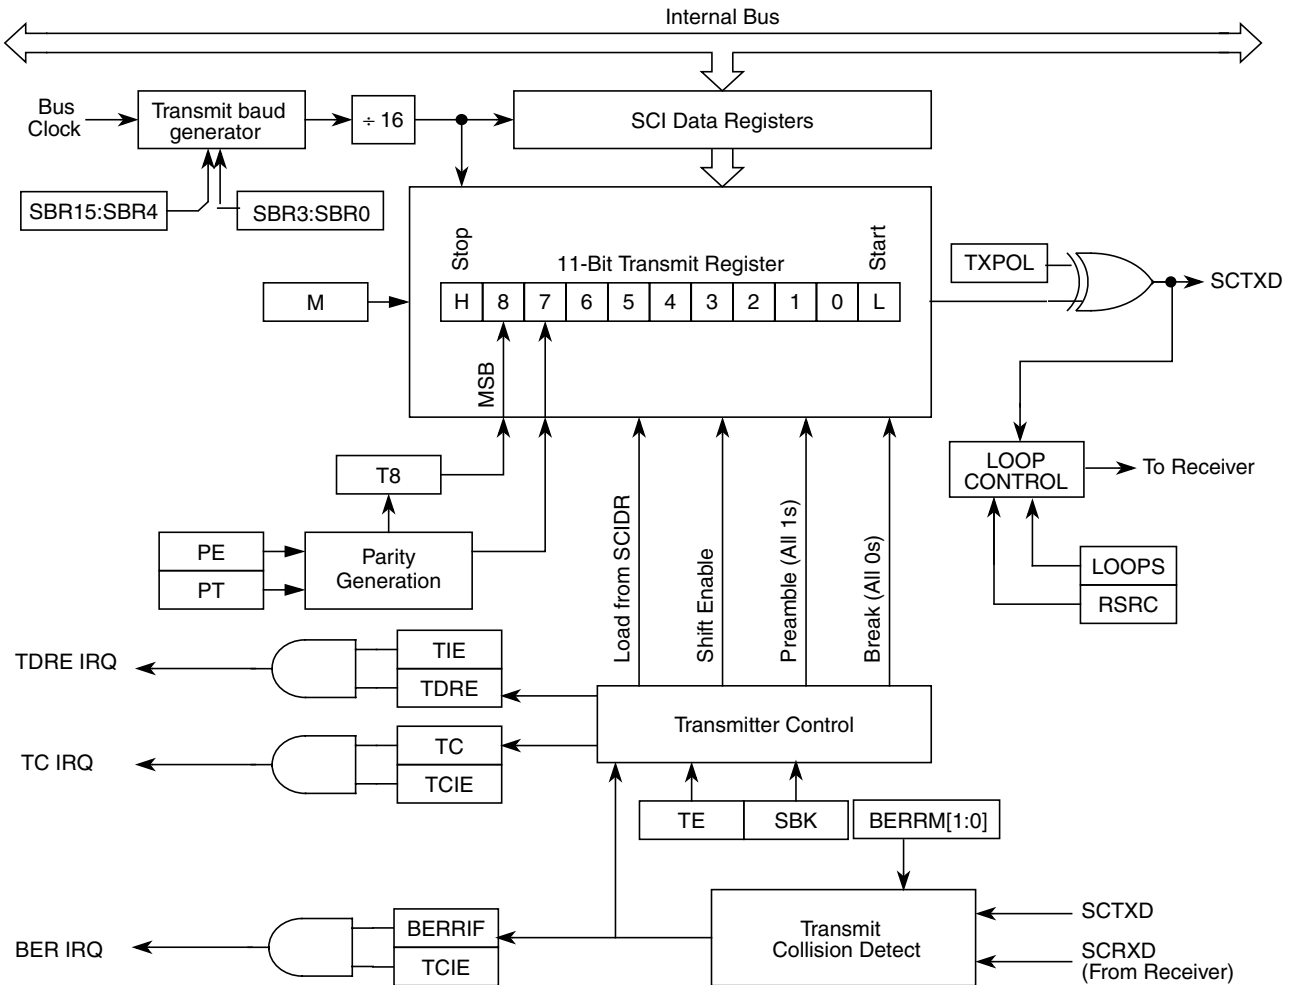 Internal Bus
Bus
Clock
Transmit baud
generator
÷ 16
SCI Data Registers
SBR15:SBR4
SBR3:SBR0
Stop
11-Bit Transmit Register
Start
M
H 8 7 6 5 4 3 2 1 0 L
TXPOL
SCTXD
MSB
T8
LOOP
CONTROL
To Receiver
PE
PT
Parity
Generation
Load from SCIDR
Shift Enable
Preamble (All 1s)
Break (All 0s)
LOOPS
RSRC
TDRE IRQ
TIE
TDRE
Transmitter Control
TC IRQ
TC
TCIE
TE
SBK
BERRM[1:0]
BER IRQ
BERRIF
TCIE
Transmit
Collision Detect
SCTXD
SCRXD
(From Receiver)